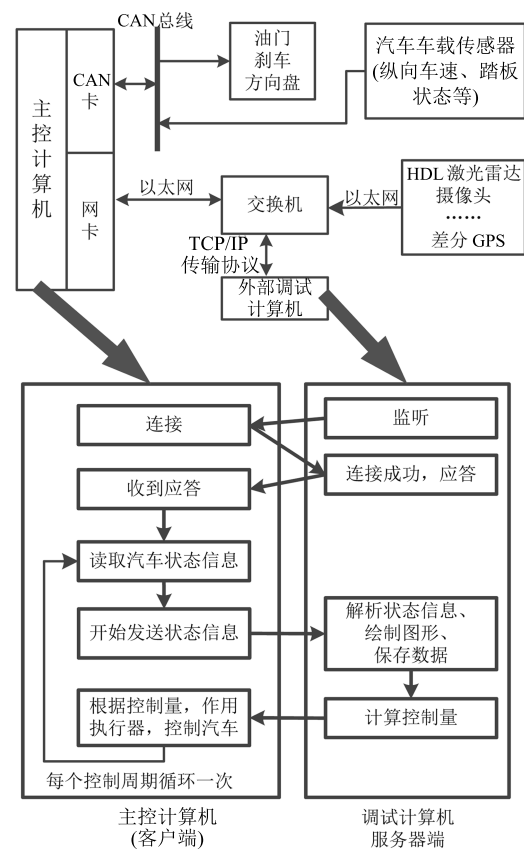 CAN总线
主控计算机
CAN
卡
网
卡
油门
刹车
方向盘
汽车车载传感器
(纵向车速、踏板
状态等)
以太网
交换机
以太网
HDL 激光雷达
摄像头
……
差分 GPS
TCP/IP
传输协议
外部调试
计算机
连接
监听
连接成功，应答
收到应答
读取汽车状态信息
开始发送状态信息
解析状态信息、
绘制图形、
保存数据
根据控制量，作用
执行器，控制汽车
计算控制量
每个控制周期循环一次
主控计算机
(客户端)
调试计算机
服务器端